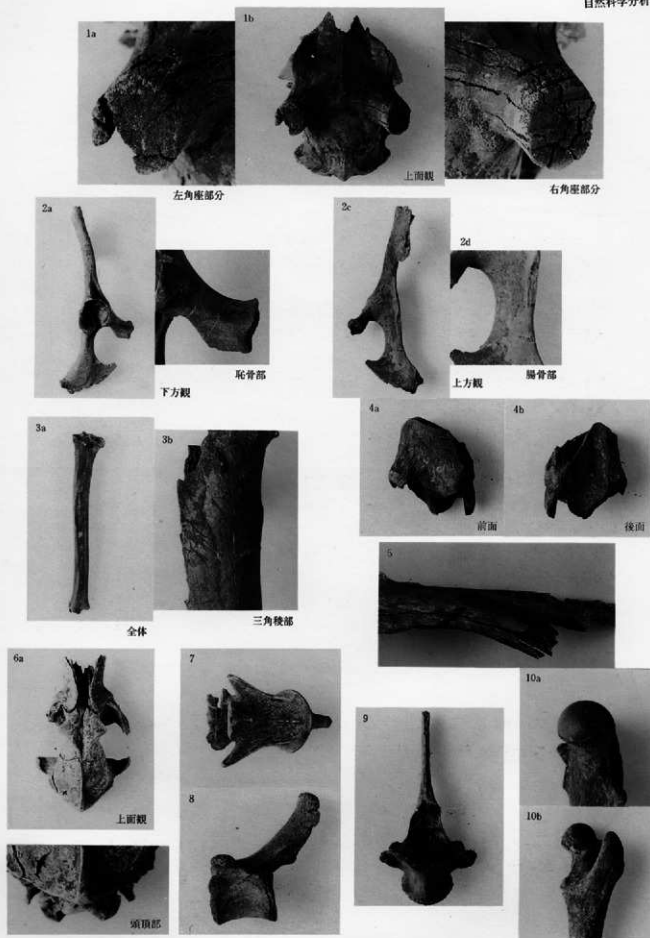 自然科学分析
1a
1b
上面観
左角座部分
右角座部分
2a
恥骨部
下方観
2c
2d
腸骨部
上方観
3a
全体
3b
三角稜部
4a
前面
4b
後面
5
6a
上面観
頭頂部
7
8
9
10a
10b